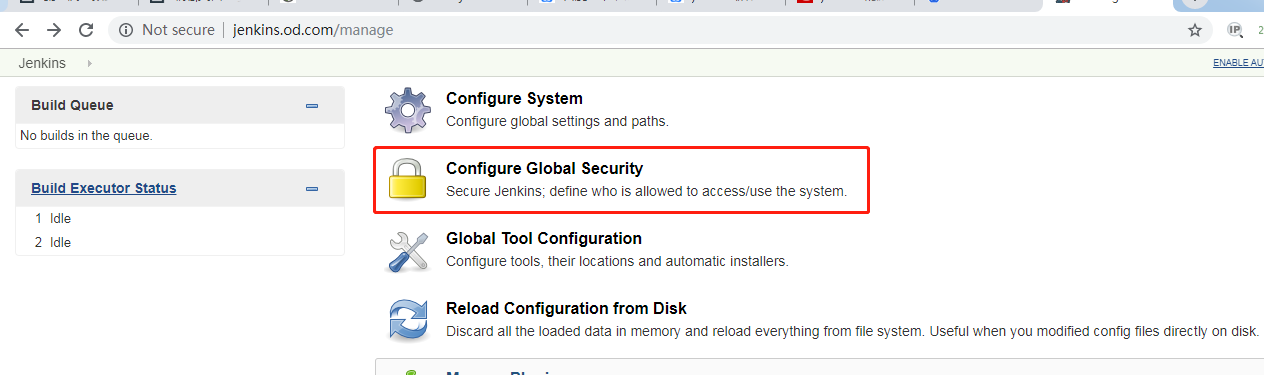 Not secure | jenkins.od.com/manage
IP
Jenkins
ENABLE AU
Build Queue
No builds in the queue.
Build Executor Status
1 Idle
2 Idle
Configure System
Configure global settings and paths.
Configure Global Security
Secure Jenkins; define who is allowed to access/use the system.
Global Tool Configuration
Configure tools, their locations and automatic installers.
Reload Configuration from Disk
Discard all the loaded data in memory and reload everything from file system. Useful when you modified config files directly on disk.